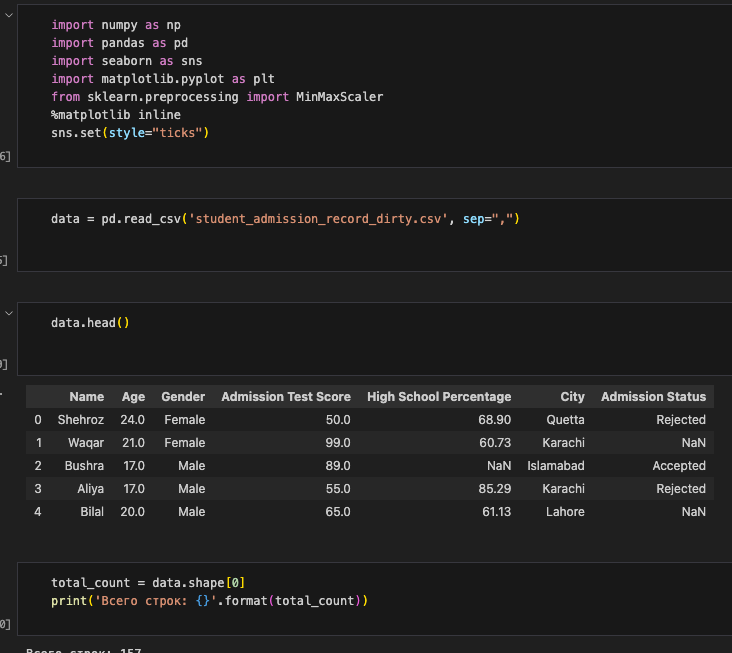 import numpy as np
import pandas as pd
import seaborn as sns
import matplotlib.pyplot as plt
from sklearn.preprocessing import MinMaxScaler
%matplotlib inline
sns.set(style="ticks")
6]
data = pd.read_csv('student_admission_record_dirty.csv', sep=",")
data.head()
Name Age Gender Admission Test Score High School Percentage City Admission Status
0 Shehroz 24.0 Female 50.0 68.90 Quetta Rejected
1 Waqar 21.0 Female 99.0 60.73 Karachi NaN
2 Bushra 17.0 Male 89.0 NaN Islamabad Accepted
3 Aliya 17.0 Male 55.0 85.29 Karachi Rejected
4 Bilal 20.0 Male 65.0 61.13 Lahore NaN
total_count = data.shape[0]
print('Всего строк: {}'.format(total_count))
0]
Всего строк: 157